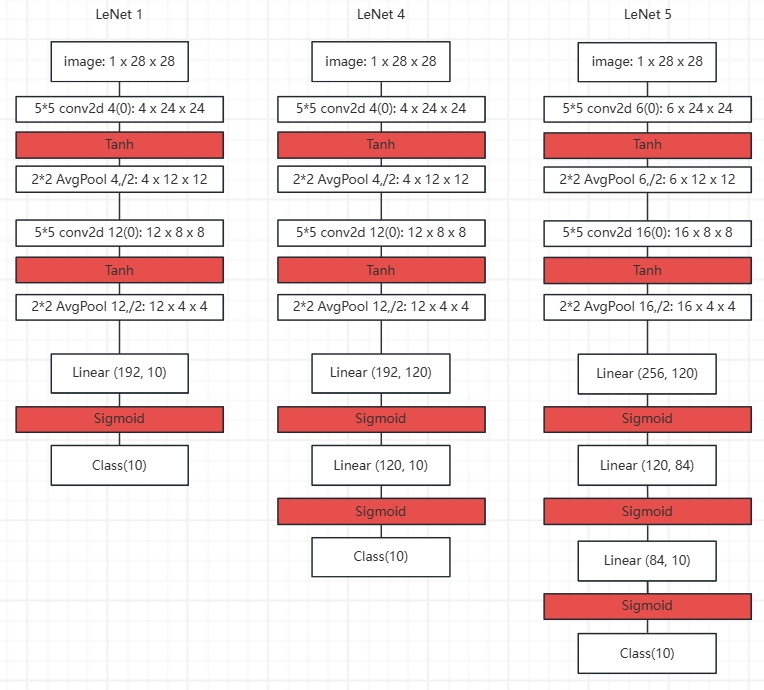 LeNet 1
image: 1 x 28 x 28
5*5 conv2d 4(0): 4 x 24 x 24
Tanh
2*2 AvgPool 4,/2: 4 x 12 x 12
5*5 conv2d 12(0): 12 x 8 x 8
Tanh
2*2 AvgPool 12,/2: 12 x 4 x 4
Linear (192, 10)
Sigmoid
Class(10)
LeNet 4
image: 1 x 28 x 28
5*5 conv2d 4(0): 4 x 24 x 24
Tanh
2*2 AvgPool 4,/2: 4 x 12 x 12
5*5 conv2d 12(0): 12 x 8 x 8
Tanh
2*2 AvgPool 12,/2: 12 x 4 x 4
Linear (192, 120)
Sigmoid
Linear (120, 10)
Sigmoid
Class(10)
LeNet 5
image: 1 x 28 x 28
5*5 conv2d 6(0): 6 x 24 x 24
Tanh
2*2 AvgPool 6,/2: 6 x 12 x 12
5*5 conv2d 16(0): 16 x 8 x 8
Tanh
2*2 AvgPool 16,/2: 16 x 4 x 4
Linear (256, 120)
Sigmoid
Linear (120, 84)
Sigmoid
Linear (84, 10)
Sigmoid
Class(10)